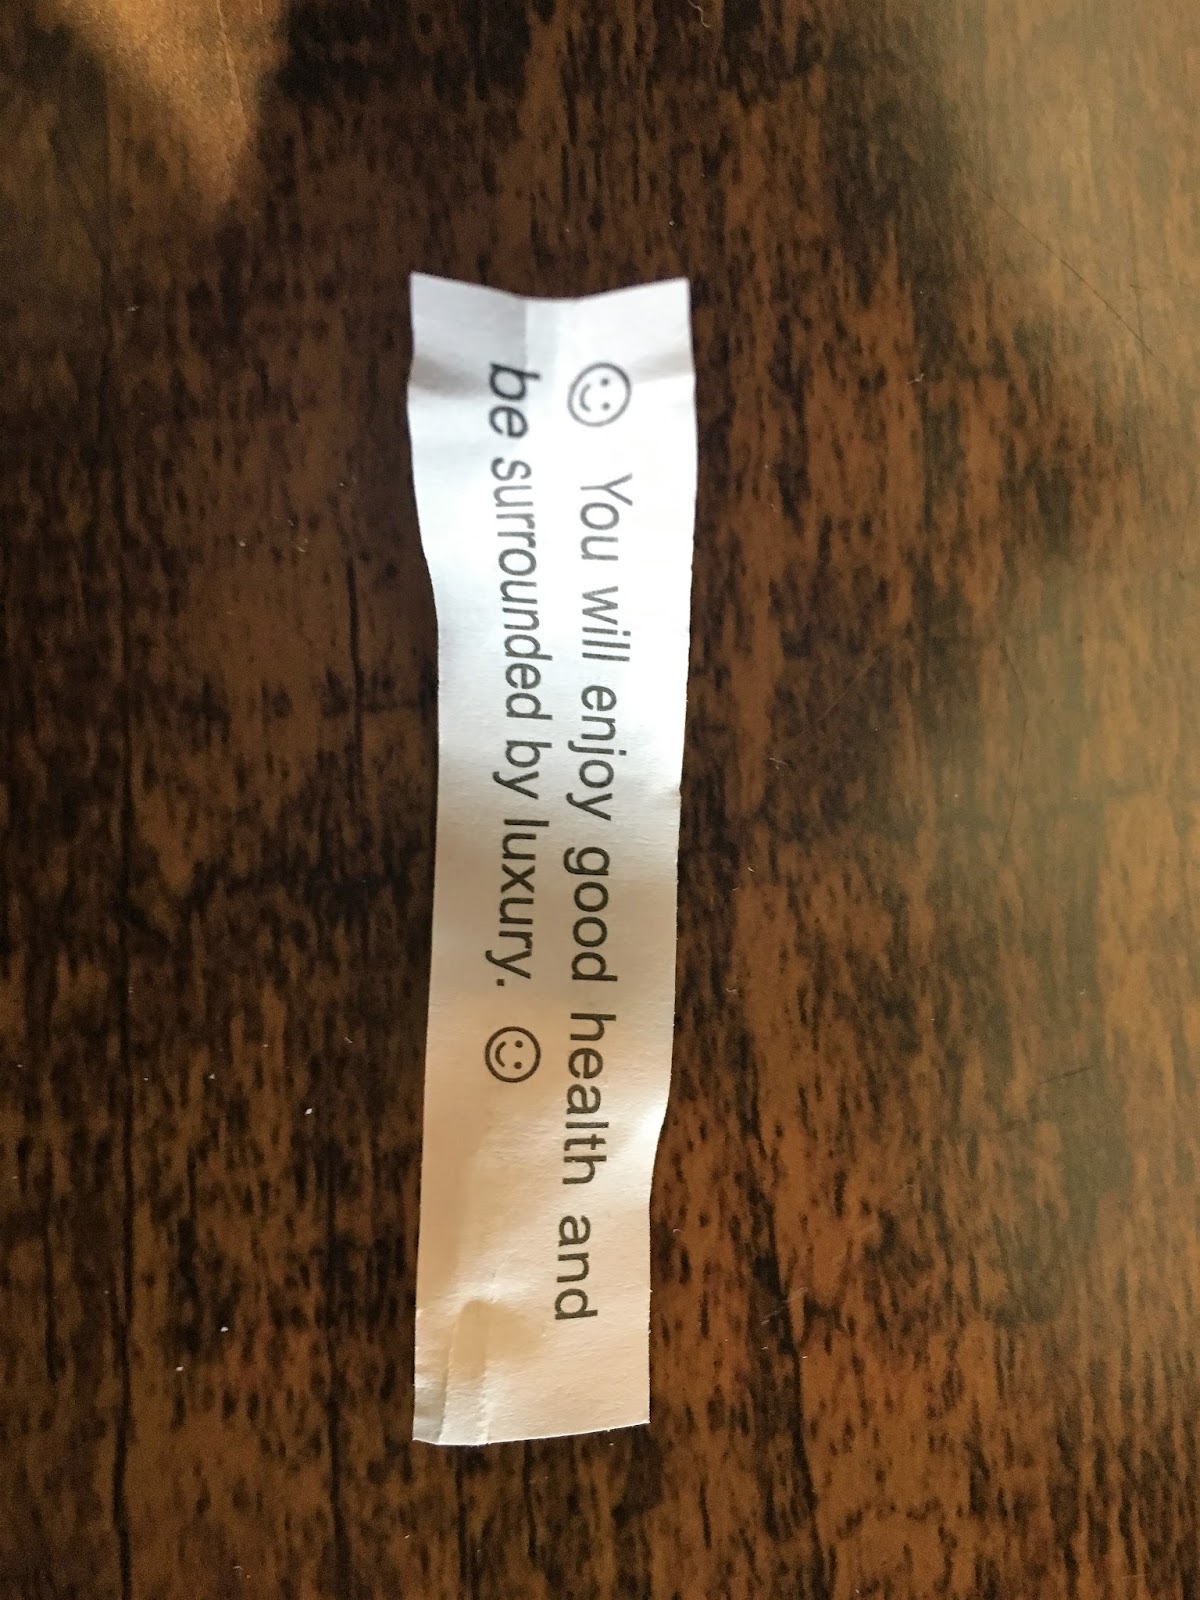 ☺ You will enjoy good health and
be surrounded by luxury. ☺